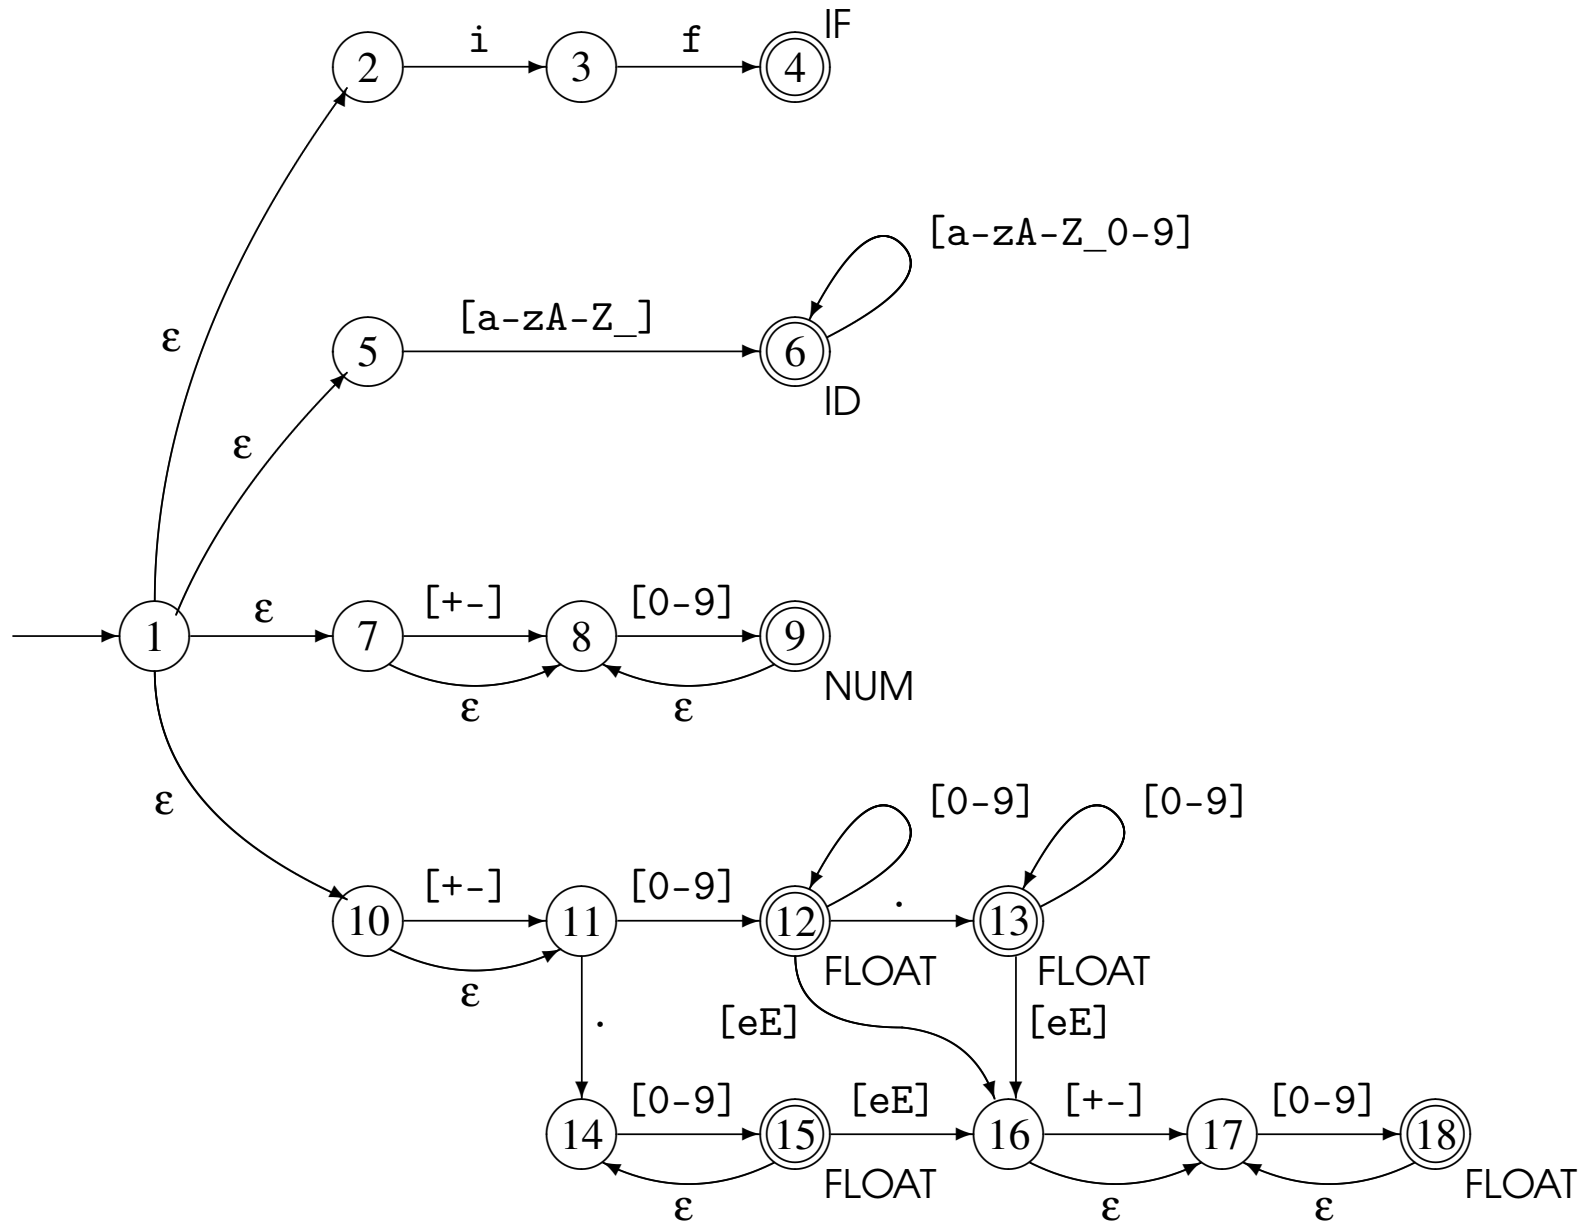 IF
2 i 3 f 4
[a-zA-Z_0-9]
ε 5 [a-zA-Z_] 6
ID
ε
1 ε 7 [+-] 8 [0-9] 9
ε ε NUM
ε [0-9] [0-9]
10 [+-] 11 [0-9] 12 . 13
ε FLOAT FLOAT
. [eE] [eE]
14 [0-9] 15 [eE] 16 [+-] 17 [0-9] 18
ε FLOAT ε ε FLOAT